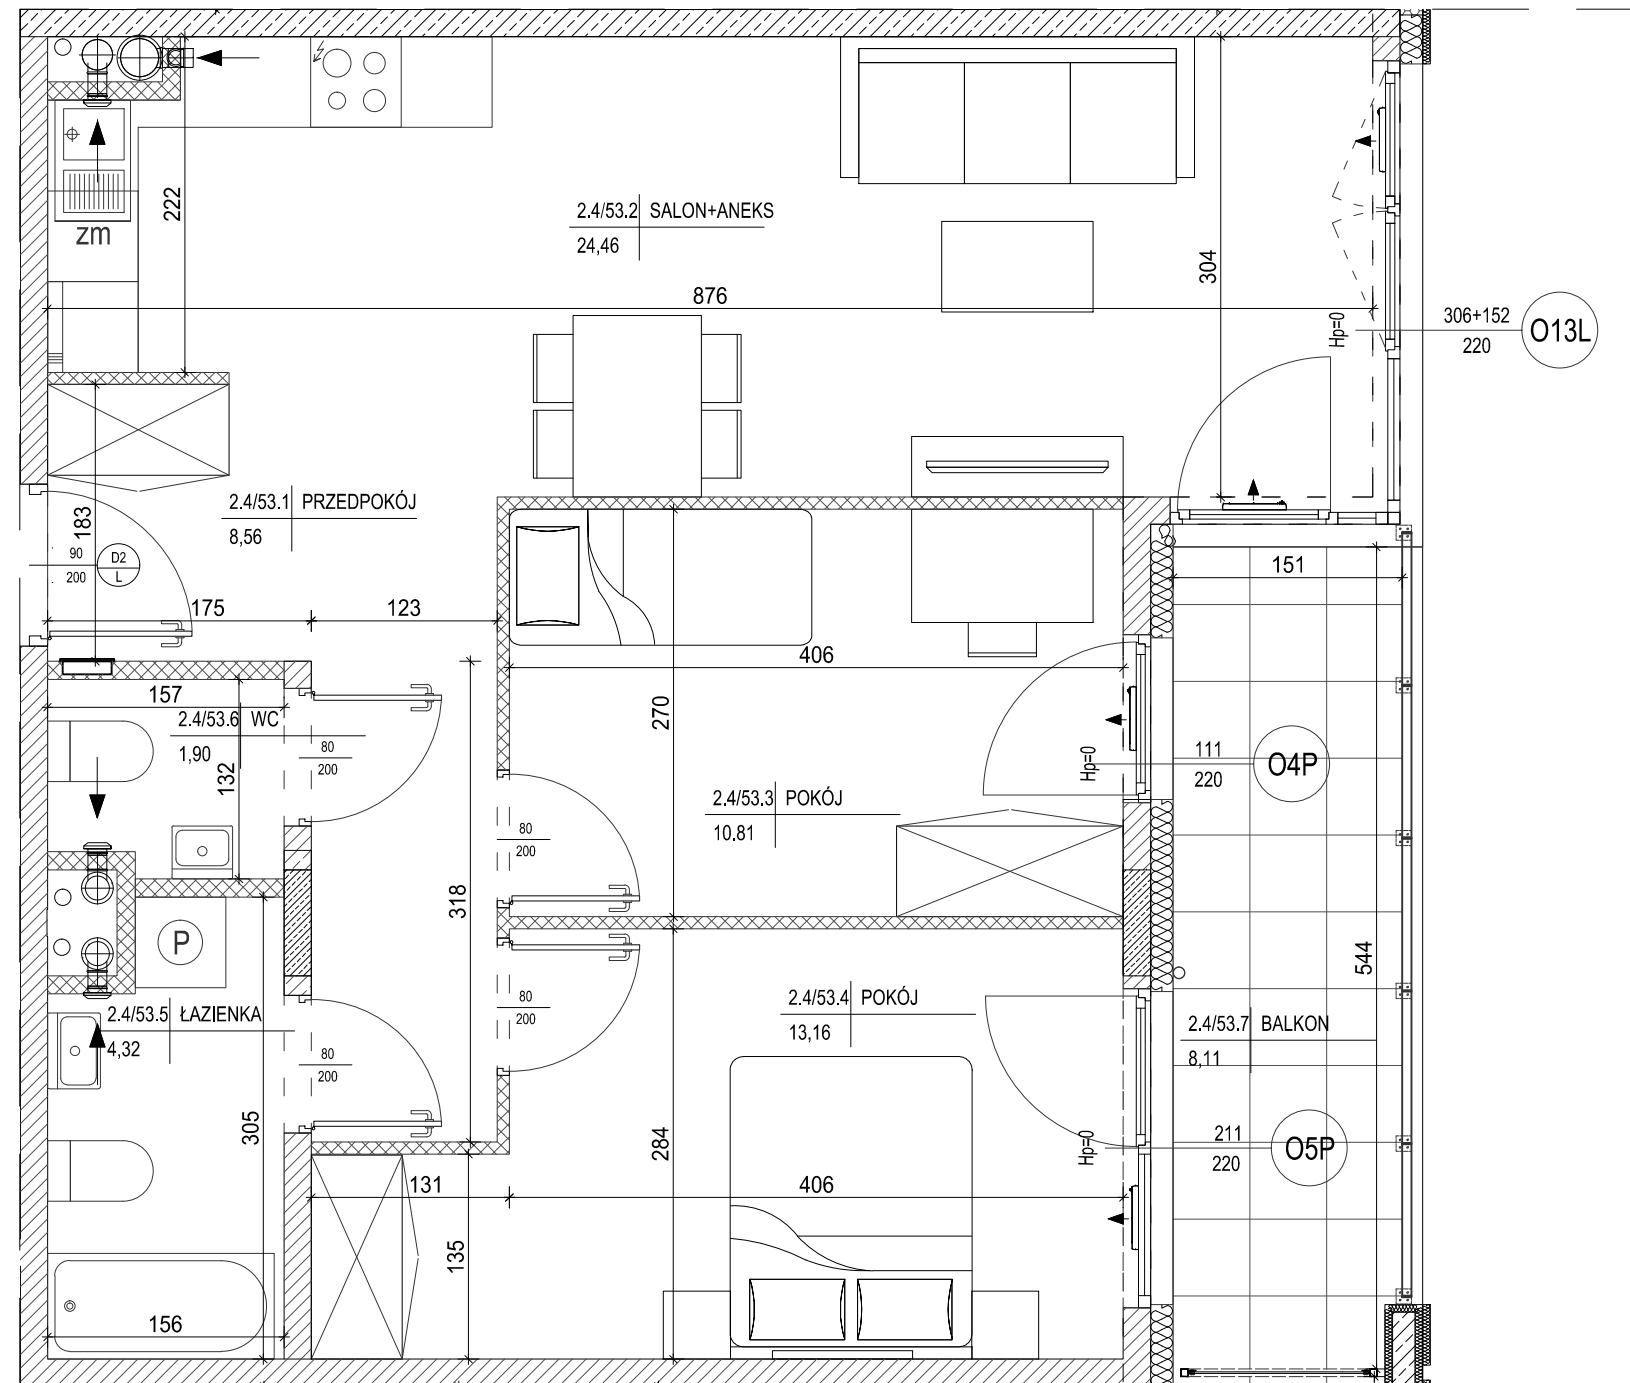 222
zm
2.4/53.2 SALON+ANEKS
24,46
304
876
Hp=0
306+152
220
O13L
2.4/53.1 PRZEDPOKÓJ
8,56
183
90
200
D2
L
175
123
151
406
157
2.4/53.6 WC
1,90
132
80
200
270
Hp=0
111
220
O4P
2.4/53.3 POKÓJ
10.81
80
200
318
P
544
2.4/53.5 ŁAZIENKA
4,32
80
200
2.4/53.4 POKÓJ
13,16
80
200
2.4/53.7 BALKON
8,11
305
284
Hp=0
211
220
O5P
131
406
135
156